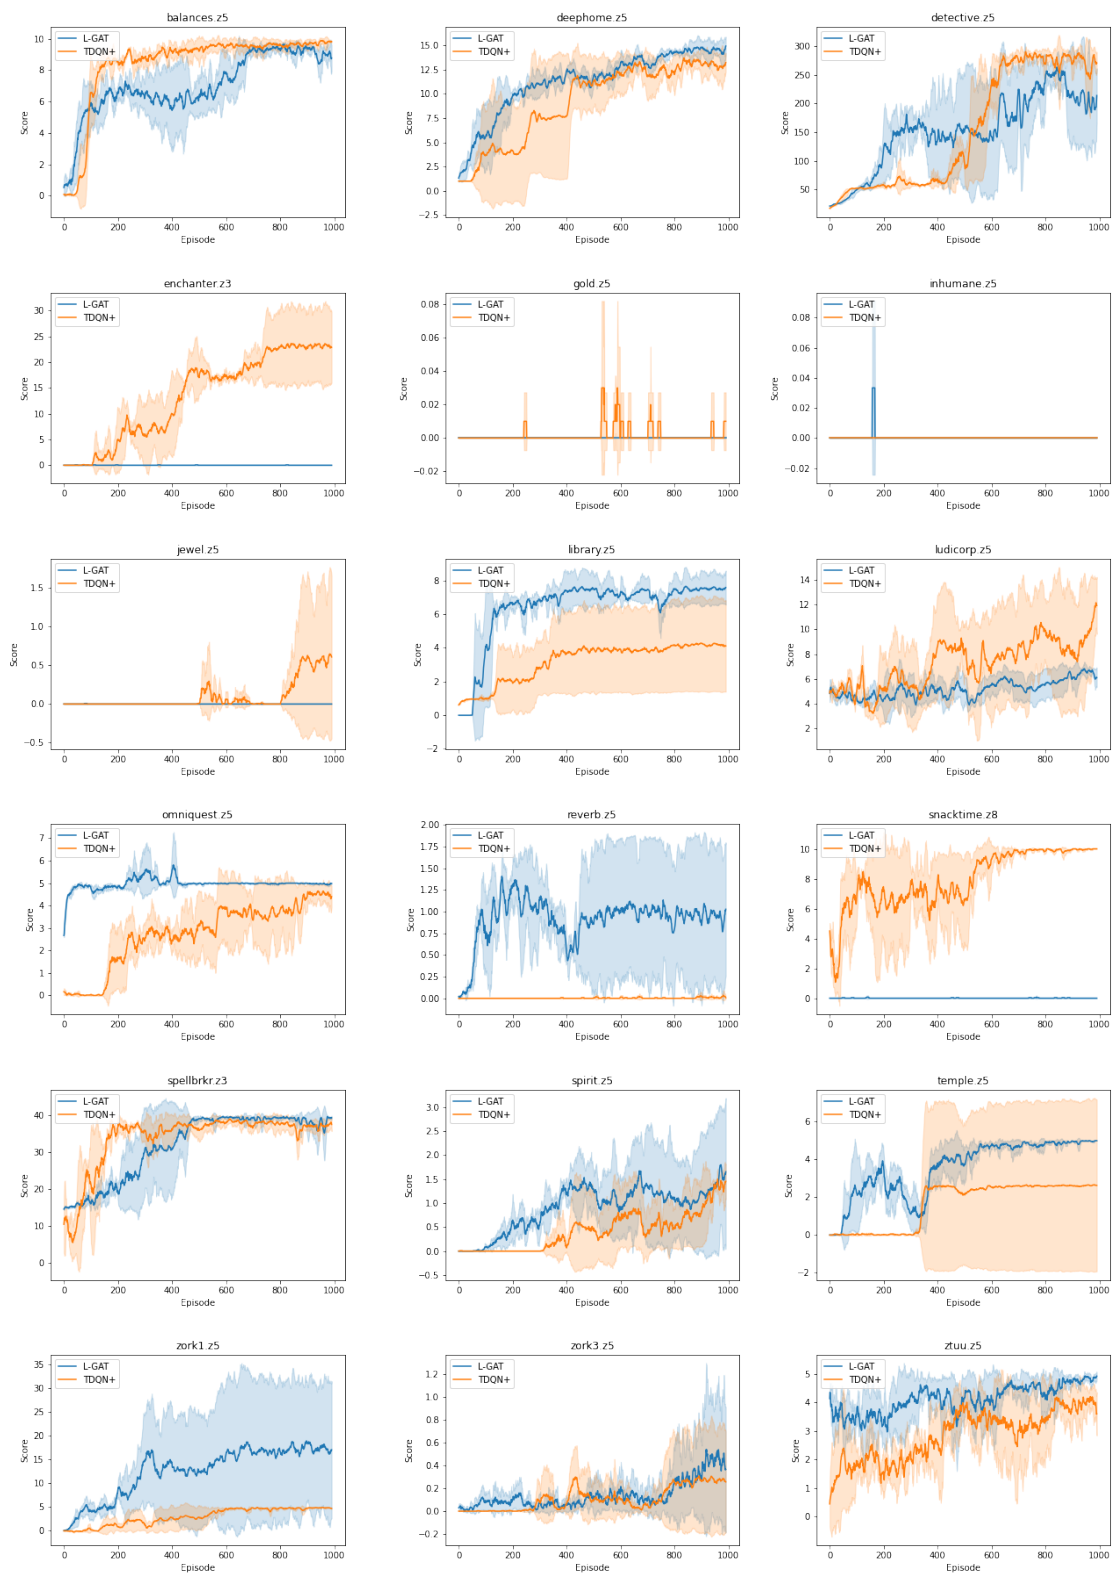 balances.z5
L-GAT
TDQN+
Score
10
8
6
4
2
0
0 200 400 600 800 1000
Episode
deephome.z5
L-GAT
TDQN+
Score
15.0
12.5
10.0
7.5
5.0
2.5
0.0
−2.5
0 200 400 600 800 1000
Episode
detective.z5
L-GAT
TDQN+
Score
300
250
200
150
100
50
0 200 400 600 800 1000
Episode
enchanter.z3
L-GAT
TDQN+
Score
30
25
20
15
10
5
0
0 200 400 600 800 1000
Episode
gold.z5
L-GAT
TDQN+
Score
0.08
0.06
0.04
0.02
0.00
−0.02
0 200 400 600 800 1000
Episode
inhumane.z5
L-GAT
TDQN+
Score
0.08
0.06
0.04
0.02
0.00
−0.02
0 200 400 600 800 1000
Episode
jewel.z5
L-GAT
TDQN+
Score
1.5
1.0
0.5
0.0
−0.5
0 200 400 600 800 1000
Episode
library.z5
L-GAT
TDQN+
Score
8
6
4
2
0
−2
0 200 400 600 800 1000
Episode
ludicorp.z5
L-GAT
TDQN+
Score
14
12
10
8
6
4
2
0 200 400 600 800 1000
Episode
omniquest.z5
L-GAT
TDQN+
Score
7
6
5
4
3
2
1
0
0 200 400 600 800 1000
Episode
reverb.z5
L-GAT
TDQN+
Score
2.00
1.75
1.50
1.25
1.00
0.75
0.50
0.25
0.00
0 200 400 600 800 1000
Episode
snacktime.z8
L-GAT
TDQN+
Score
10
8
6
4
2
0
0 200 400 600 800 1000
Episode
spellbrkr.z3
L-GAT
TDQN+
Score
40
30
20
10
0
0 200 400 600 800 1000
Episode
spirit.z5
L-GAT
TDQN+
Score
3.0
2.5
2.0
1.5
1.0
0.5
0.0
−0.5
0 200 400 600 800 1000
Episode
temple.z5
L-GAT
TDQN+
Score
6
4
2
0
−2
0 200 400 600 800 1000
Episode
zork1.z5
L-GAT
TDQN+
Score
35
30
25
20
15
10
5
0
0 200 400 600 800 1000
Episode
zork3.z5
L-GAT
TDQN+
Score
1.2
1.0
0.8
0.6
0.4
0.2
0.0
−0.2
0 200 400 600 800 1000
Episode
ztuu.z5
L-GAT
TDQN+
Score
5
4
3
2
1
0
0 200 400 600 800 1000
Episode